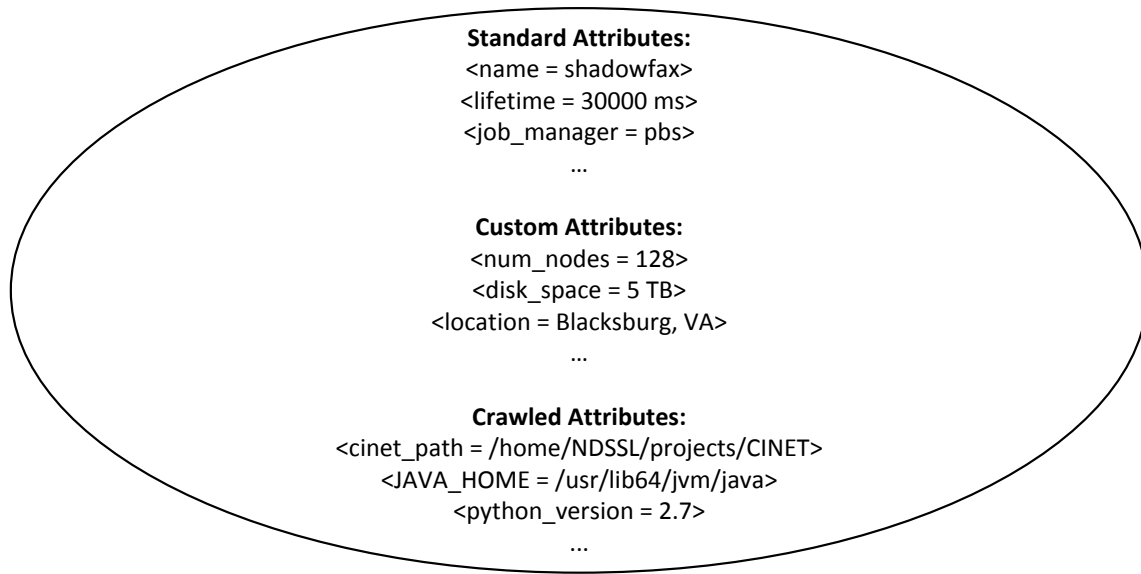 Standard Attributes:
<name = shadowfax>
<lifetime = 30000 ms>
<job_manager = pbs>
...
Custom Attributes:
<num_nodes = 128>
<disk_space = 5 TB>
<location = Blacksburg, VA>
...
Crawled Attributes:
<cinet_path = /home/NDSSL/projects/CINET>
<JAVA_HOME = /usr/lib64/jvm/java>
<python_version = 2.7>
...